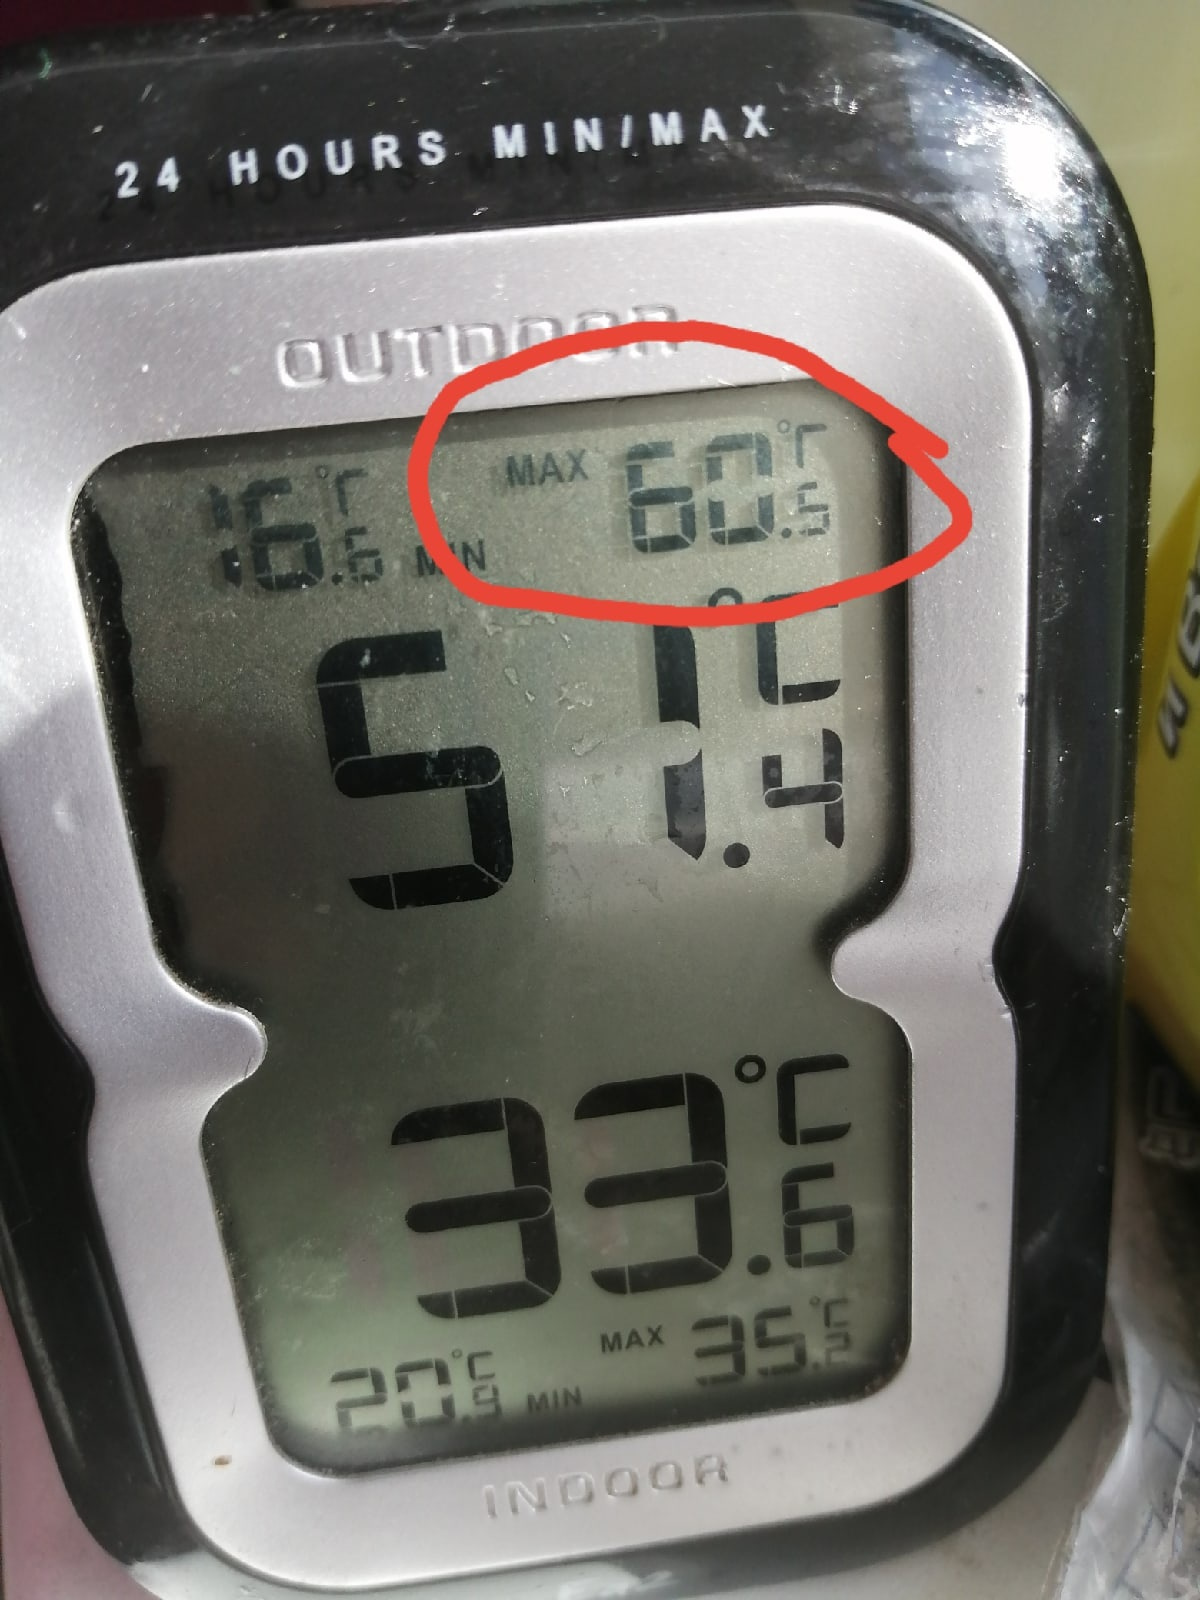 24 HOURS MIN/MAX
OUTDOOR
16.6 °C MIN MAX 60.5 °C
51.4 °C
33.6 °C
20.9 °C MIN MAX 35.2 °C
INDOOR